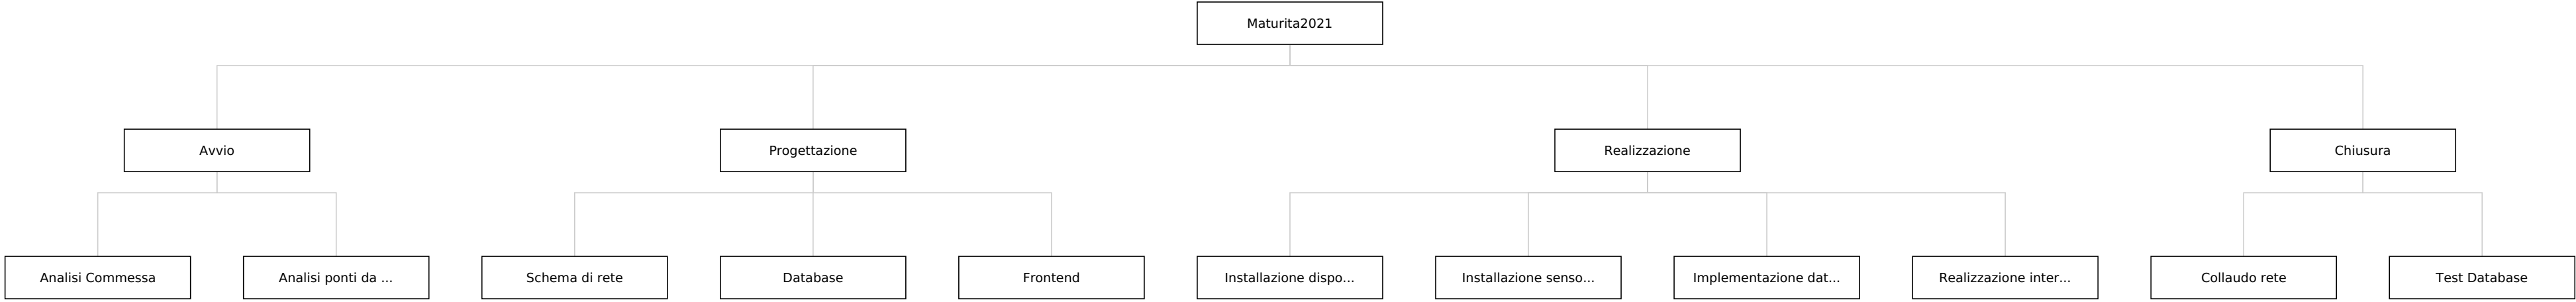 Maturita2021
Avvio
Progettazione
Realizzazione
Chiusura
Analisi Commessa
Analisi ponti da ...
Schema di rete
Database
Frontend
Installazione dispo...
Installazione senso...
Implementazione dat...
Realizzazione inter...
Collaudo rete
Test Database